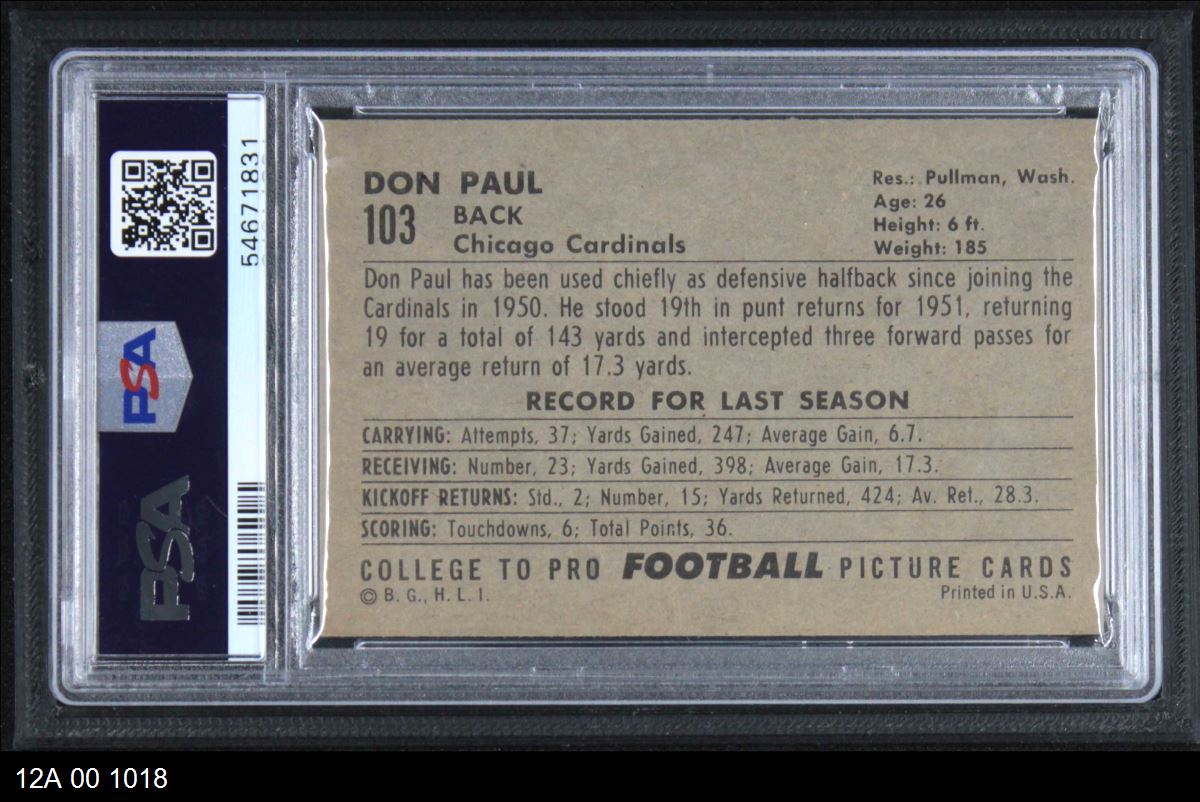 54671831
PSA
PSA
DON PAUL
103 BACK
Chicago Cardinals
Res.: Pullman, Wash.
Age: 26
Height: 6 ft.
Weight: 185
Don Paul has been used chiefly as defensive halfback since joining the
Cardinals in 1950. He stood 19th in punt returns for 1951, returning
19 for a total of 143 yards and intercepted three forward passes for
an average return of 17.3 yards.
RECORD FOR LAST SEASON
CARRYING: Attempts, 37; Yards Gained, 247; Average Gain, 6.7.
RECEIVING: Number, 23; Yards Gained, 398; Average Gain, 17.3.
KICKOFF RETURNS: Std., 2; Number, 15; Yards Returned, 424; Av. Ret., 28.3.
SCORING: Touchdowns, 6; Total Points, 36.
COLLEGE TO PRO FOOTBALL PICTURE CARDS
© B. G., H. L. I.
Printed in U.S.A.
12A 00 1018